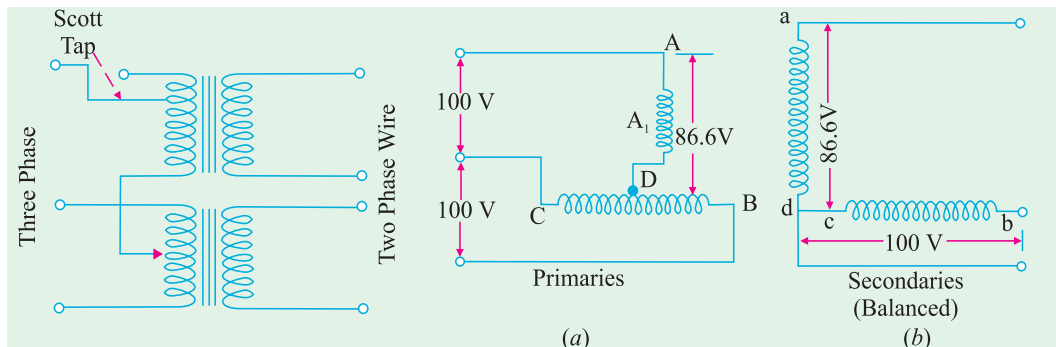 Scott
Tap
Three Phase
Two Phase Wire
100 V
100 V
A
A1
86.6V
D
C
B
Primaries
(a)
a
86.6V
d
c
b
100 V
Secondaries
(Balanced)
(b)